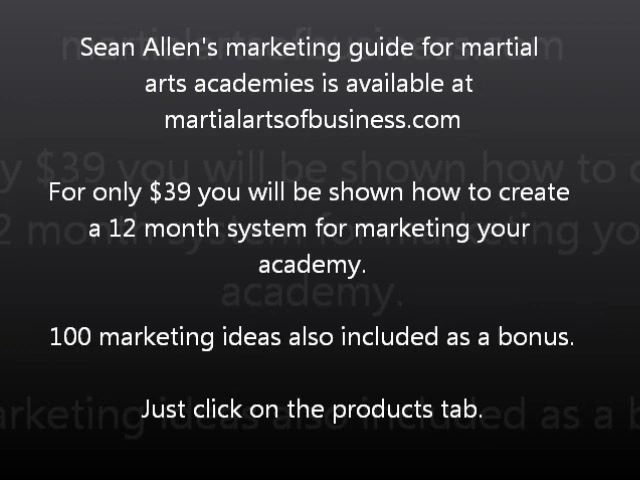 Sean Allen's marketing guide for martial
arts academies is available at
martialartsofbusiness.com
For only $39 you will be shown how to create
a 12 month system for marketing your
academy.
100 marketing ideas also included as a bonus.
Just click on the products tab.